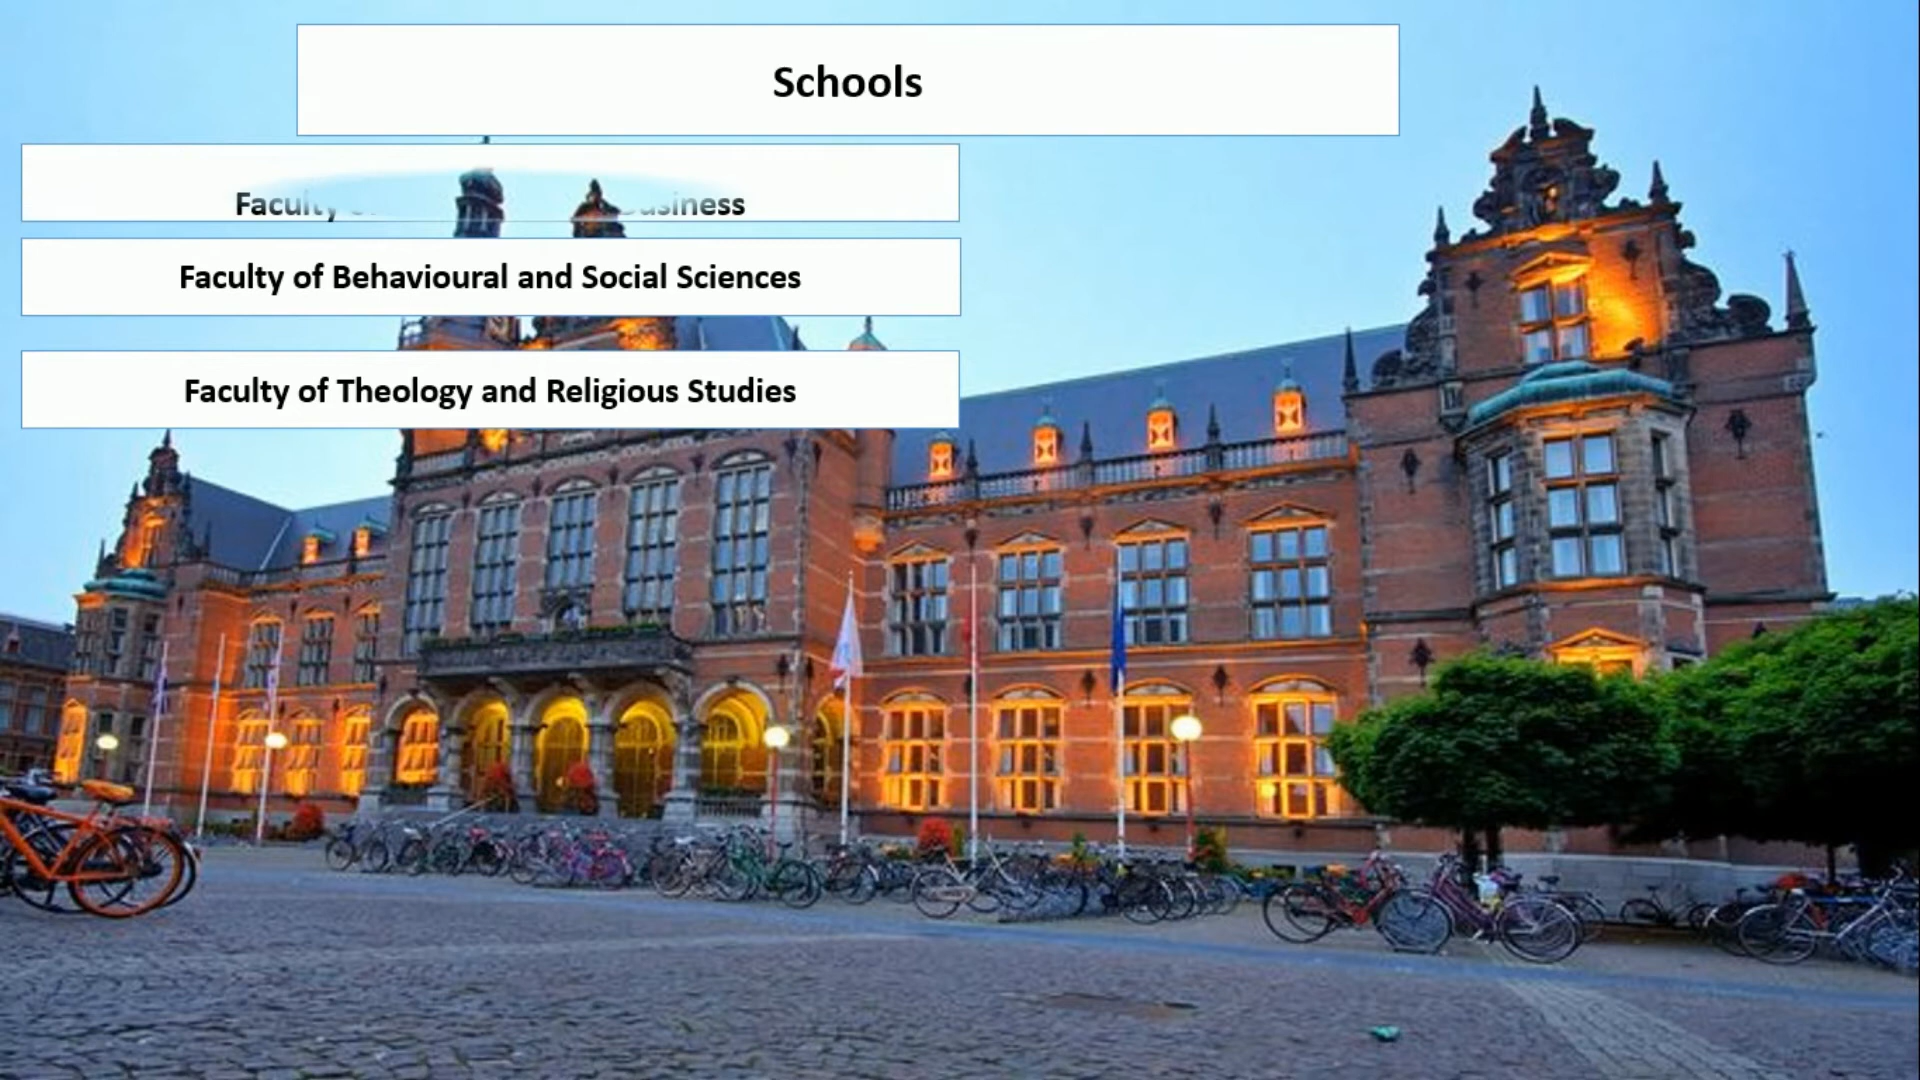 Schools
Faculty Business
Faculty of Behavioural and Social Sciences
Faculty of Theology and Religious Studies